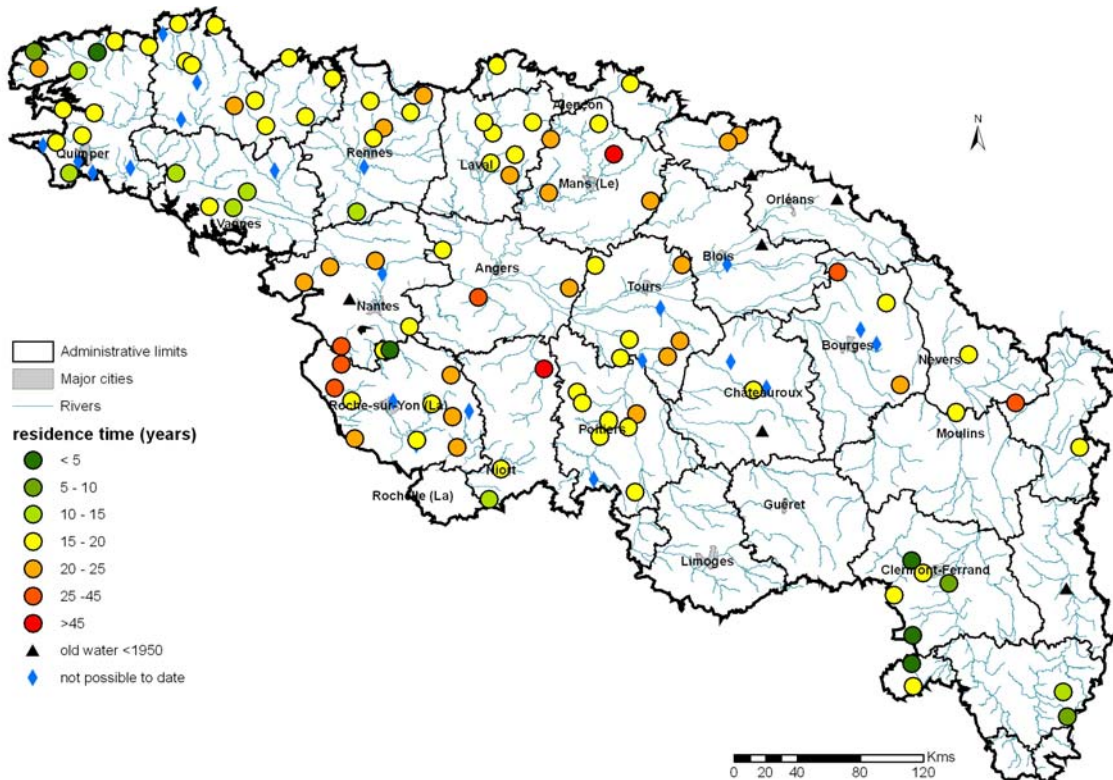 N
Alençon
Quimper
Rennes
Laval
Mans (Le)
Orléans
Vannes
Blois
Angers
Tours
Nantes
Bourges
Nevers
Châteauroux
Roche-sur-Yon (La)
Moulins
Poitiers
Niort
Rochelle (La)
Guéret
Limoges
Clermont-Ferrand
Administrative limits
Major cities
Rivers
residence time (years)
< 5
5 - 10
10 - 15
15 - 20
20 - 25
25 -45
>45
old water <1950
not possible to date
Kms
0 20 40 80 120